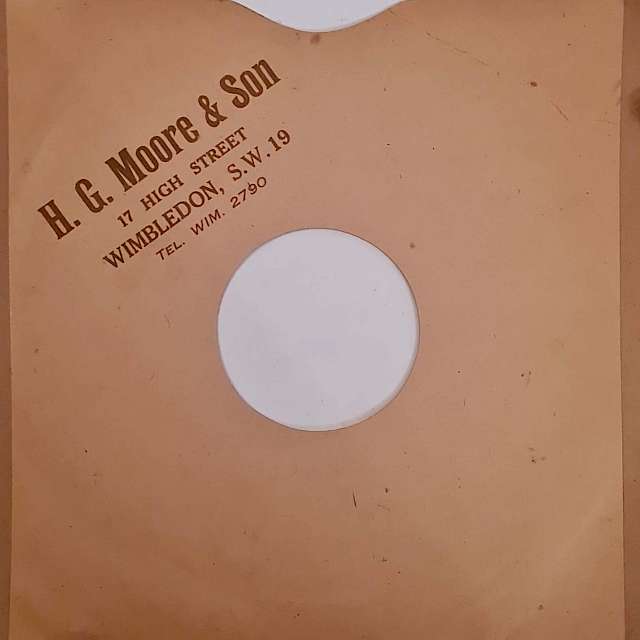 H. G. Moore & Son
17 HIGH STREET
WIMBLEDON, S.W. 19
TEL. WIM. 2790